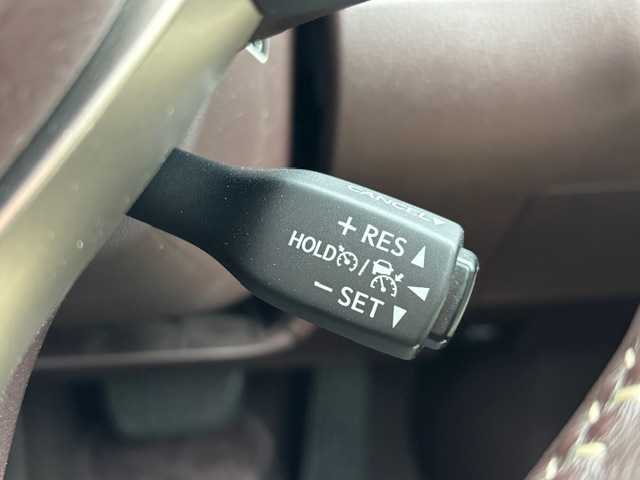 CANCEL
+ RES ▲
HOLD / ◀
− SET ▼